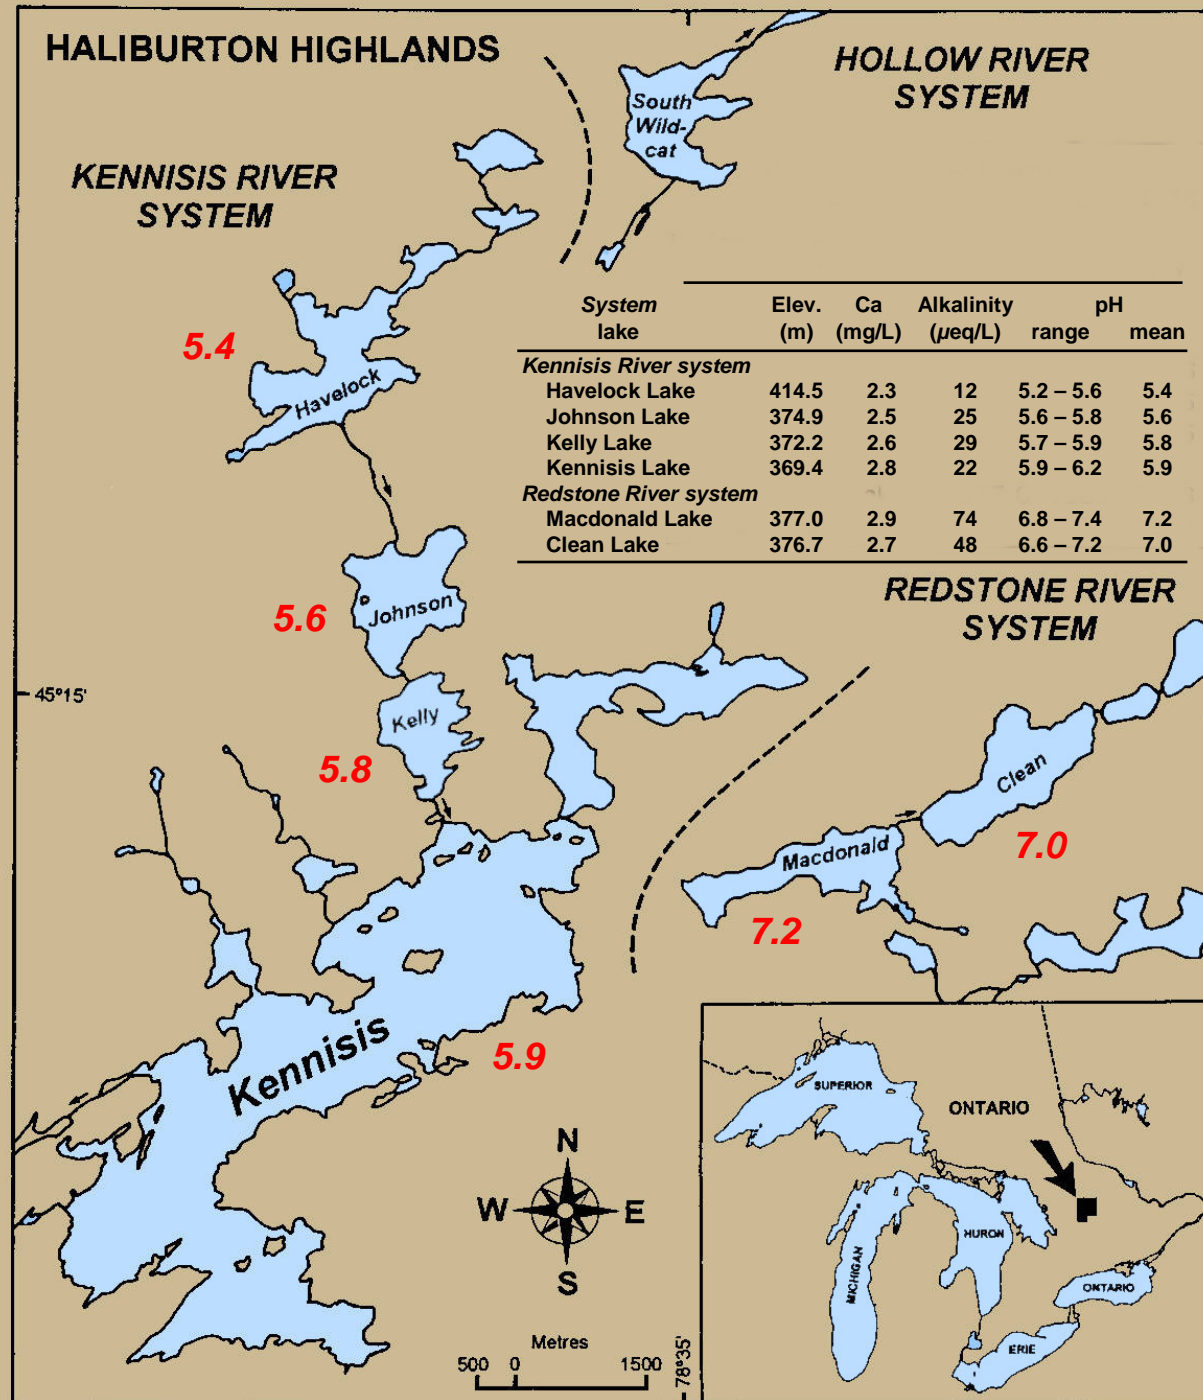 HALIBURTON HIGHLANDS
HOLLOW RIVER
SYSTEM
South
Wild-
cat
KENNISIS RIVER
SYSTEM
System
lake
Elev.
(m)
Ca
(mg/L)
Alkalinity
(µeq/L)
pH
range mean
Kennisis River system
Havelock Lake 414.5 2.3 12 5.2 – 5.6 5.4
Johnson Lake 374.9 2.5 25 5.6 – 5.8 5.6
Kelly Lake 372.2 2.6 29 5.7 – 5.9 5.8
Kennisis Lake 369.4 2.8 22 5.9 – 6.2 5.9
Redstone River system
Macdonald Lake 377.0 2.9 74 6.8 – 7.4 7.2
Clean Lake 376.7 2.7 48 6.6 – 7.2 7.0
5.4
Havelock
5.6
Johnson
REDSTONE RIVER
SYSTEM
45°15'
Kelly
5.8
Clean
7.0
Macdonald
7.2
Kennisis
5.9
N
W E
S
Metres
500 0 1500
78°35'
SUPERIOR
ONTARIO
HURON
MICHIGAN
ONTARIO
ERIE